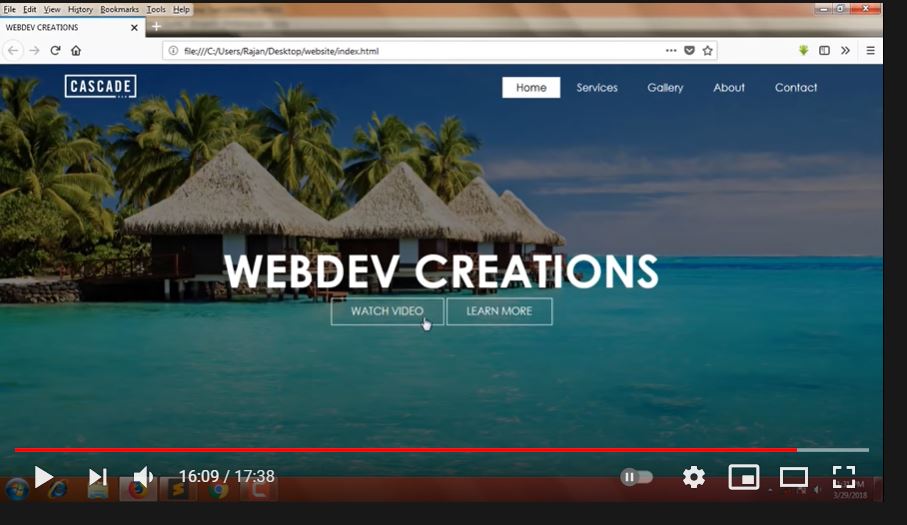 File Edit View History Bookmarks Tools Help
WEBDEV CREATIONS
file:///C:/Users/Rajan/Desktop/website/index.html
CASCADE
Home Services Gallery About Contact
WEBDEV CREATIONS
WATCH VIDEO LEARN MORE
16:09 / 17:38
3/29/2018